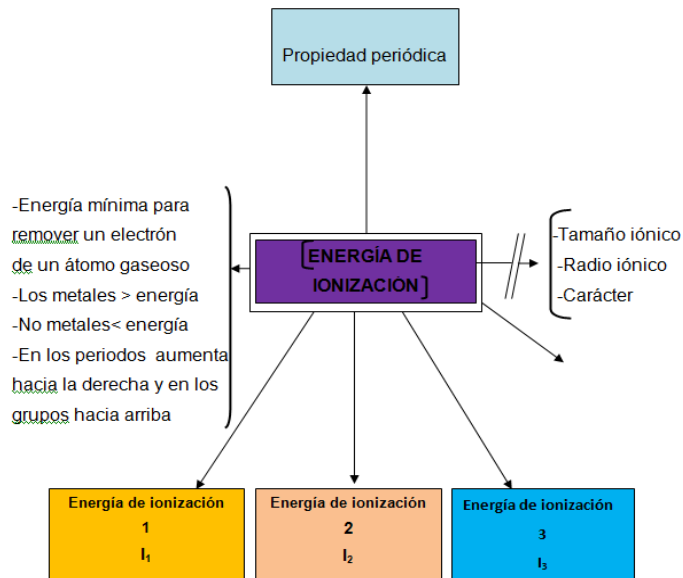 Propiedad periódica
-Energía mínima para
remover un electrón
de un átomo gaseoso
-Los metales > energía
-No metales< energía
-En los periodos aumenta
hacia la derecha y en los
grupos hacia arriba
[ENERGÍA DE
IONIZACIÓN]
-Tamaño iónico
-Radio iónico
-Carácter
Energía de ionización
1
I₁
Energía de ionización
2
I₂
Energía de ionización
3
I₃